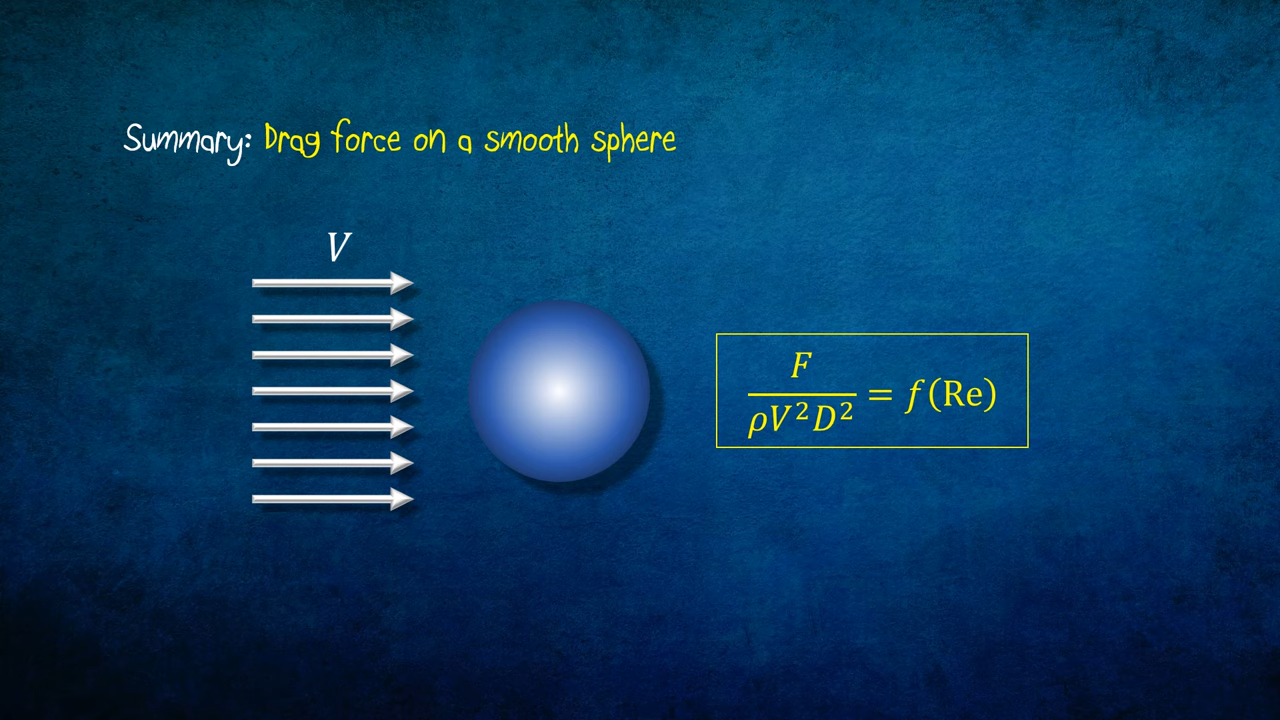 Summary: Drag force on a smooth sphere
V
F
ρV²D² = f(Re)